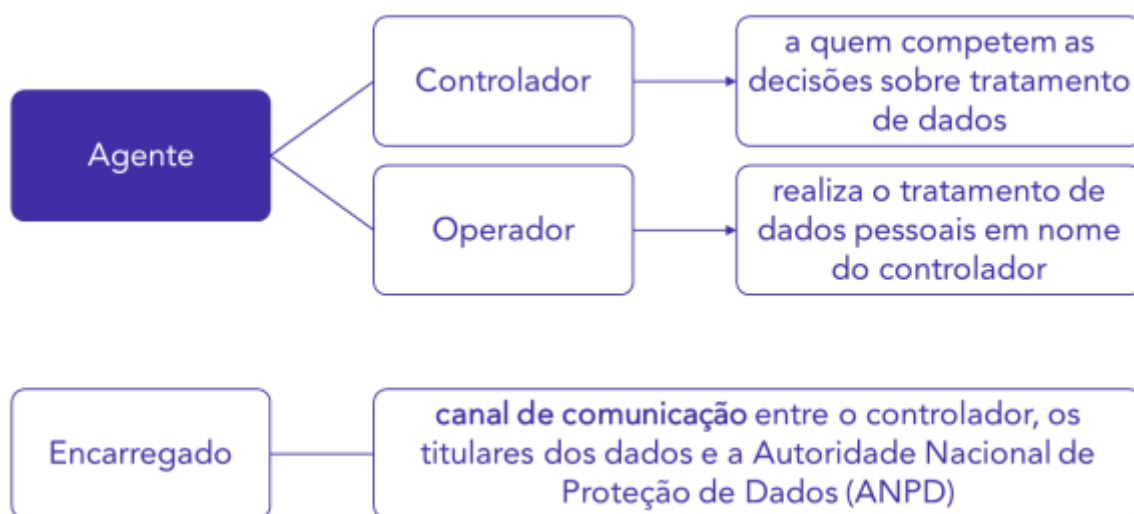 Agente
Controlador
a quem competem as
decisões sobre tratamento
de dados
Operador
realiza o tratamento de
dados pessoais em nome
do controlador
Encarregado
canal de comunicação entre o controlador, os
titulares dos dados e a Autoridade Nacional de
Proteção de Dados (ANPD)